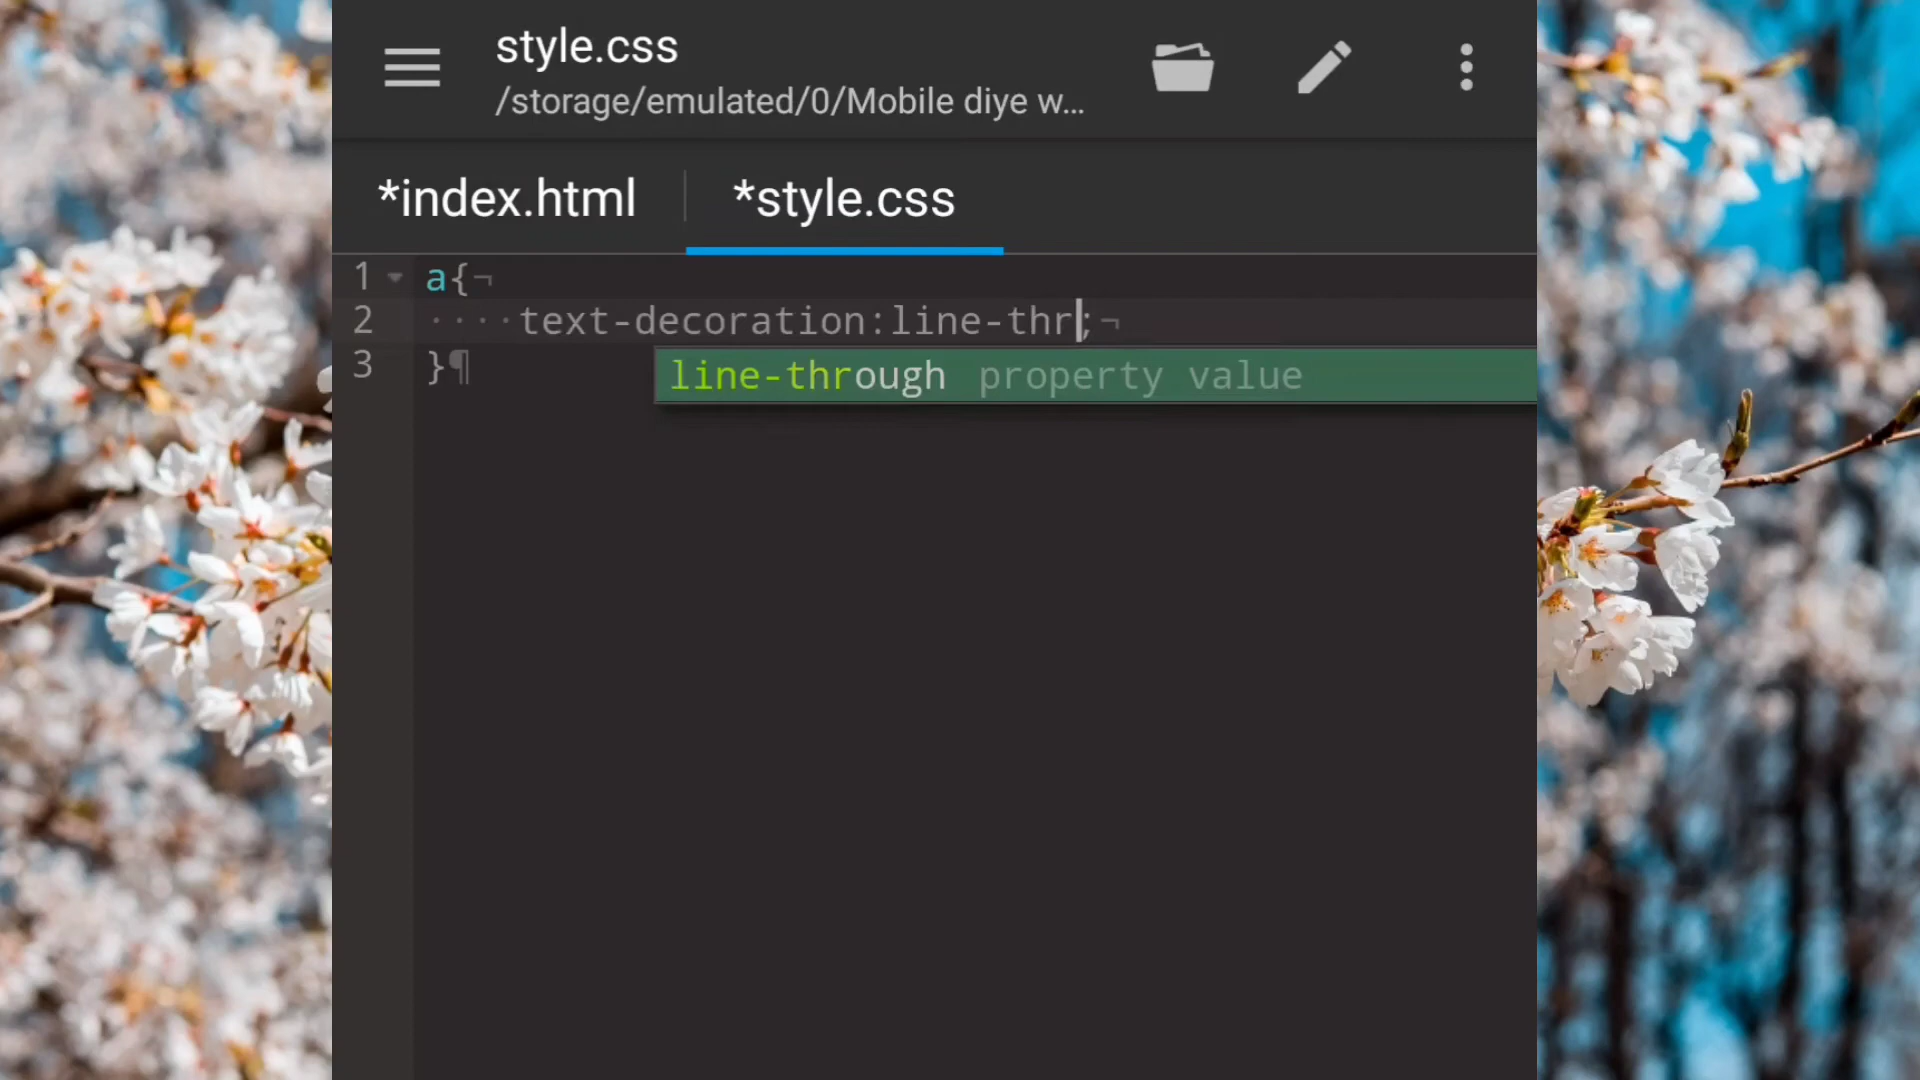 style.css
/storage/emulated/0/Mobile diye w...
*index.html
*style.css
1 a{¬
2 ····text-decoration:line-thr;¬
3 }¶
line-through property value